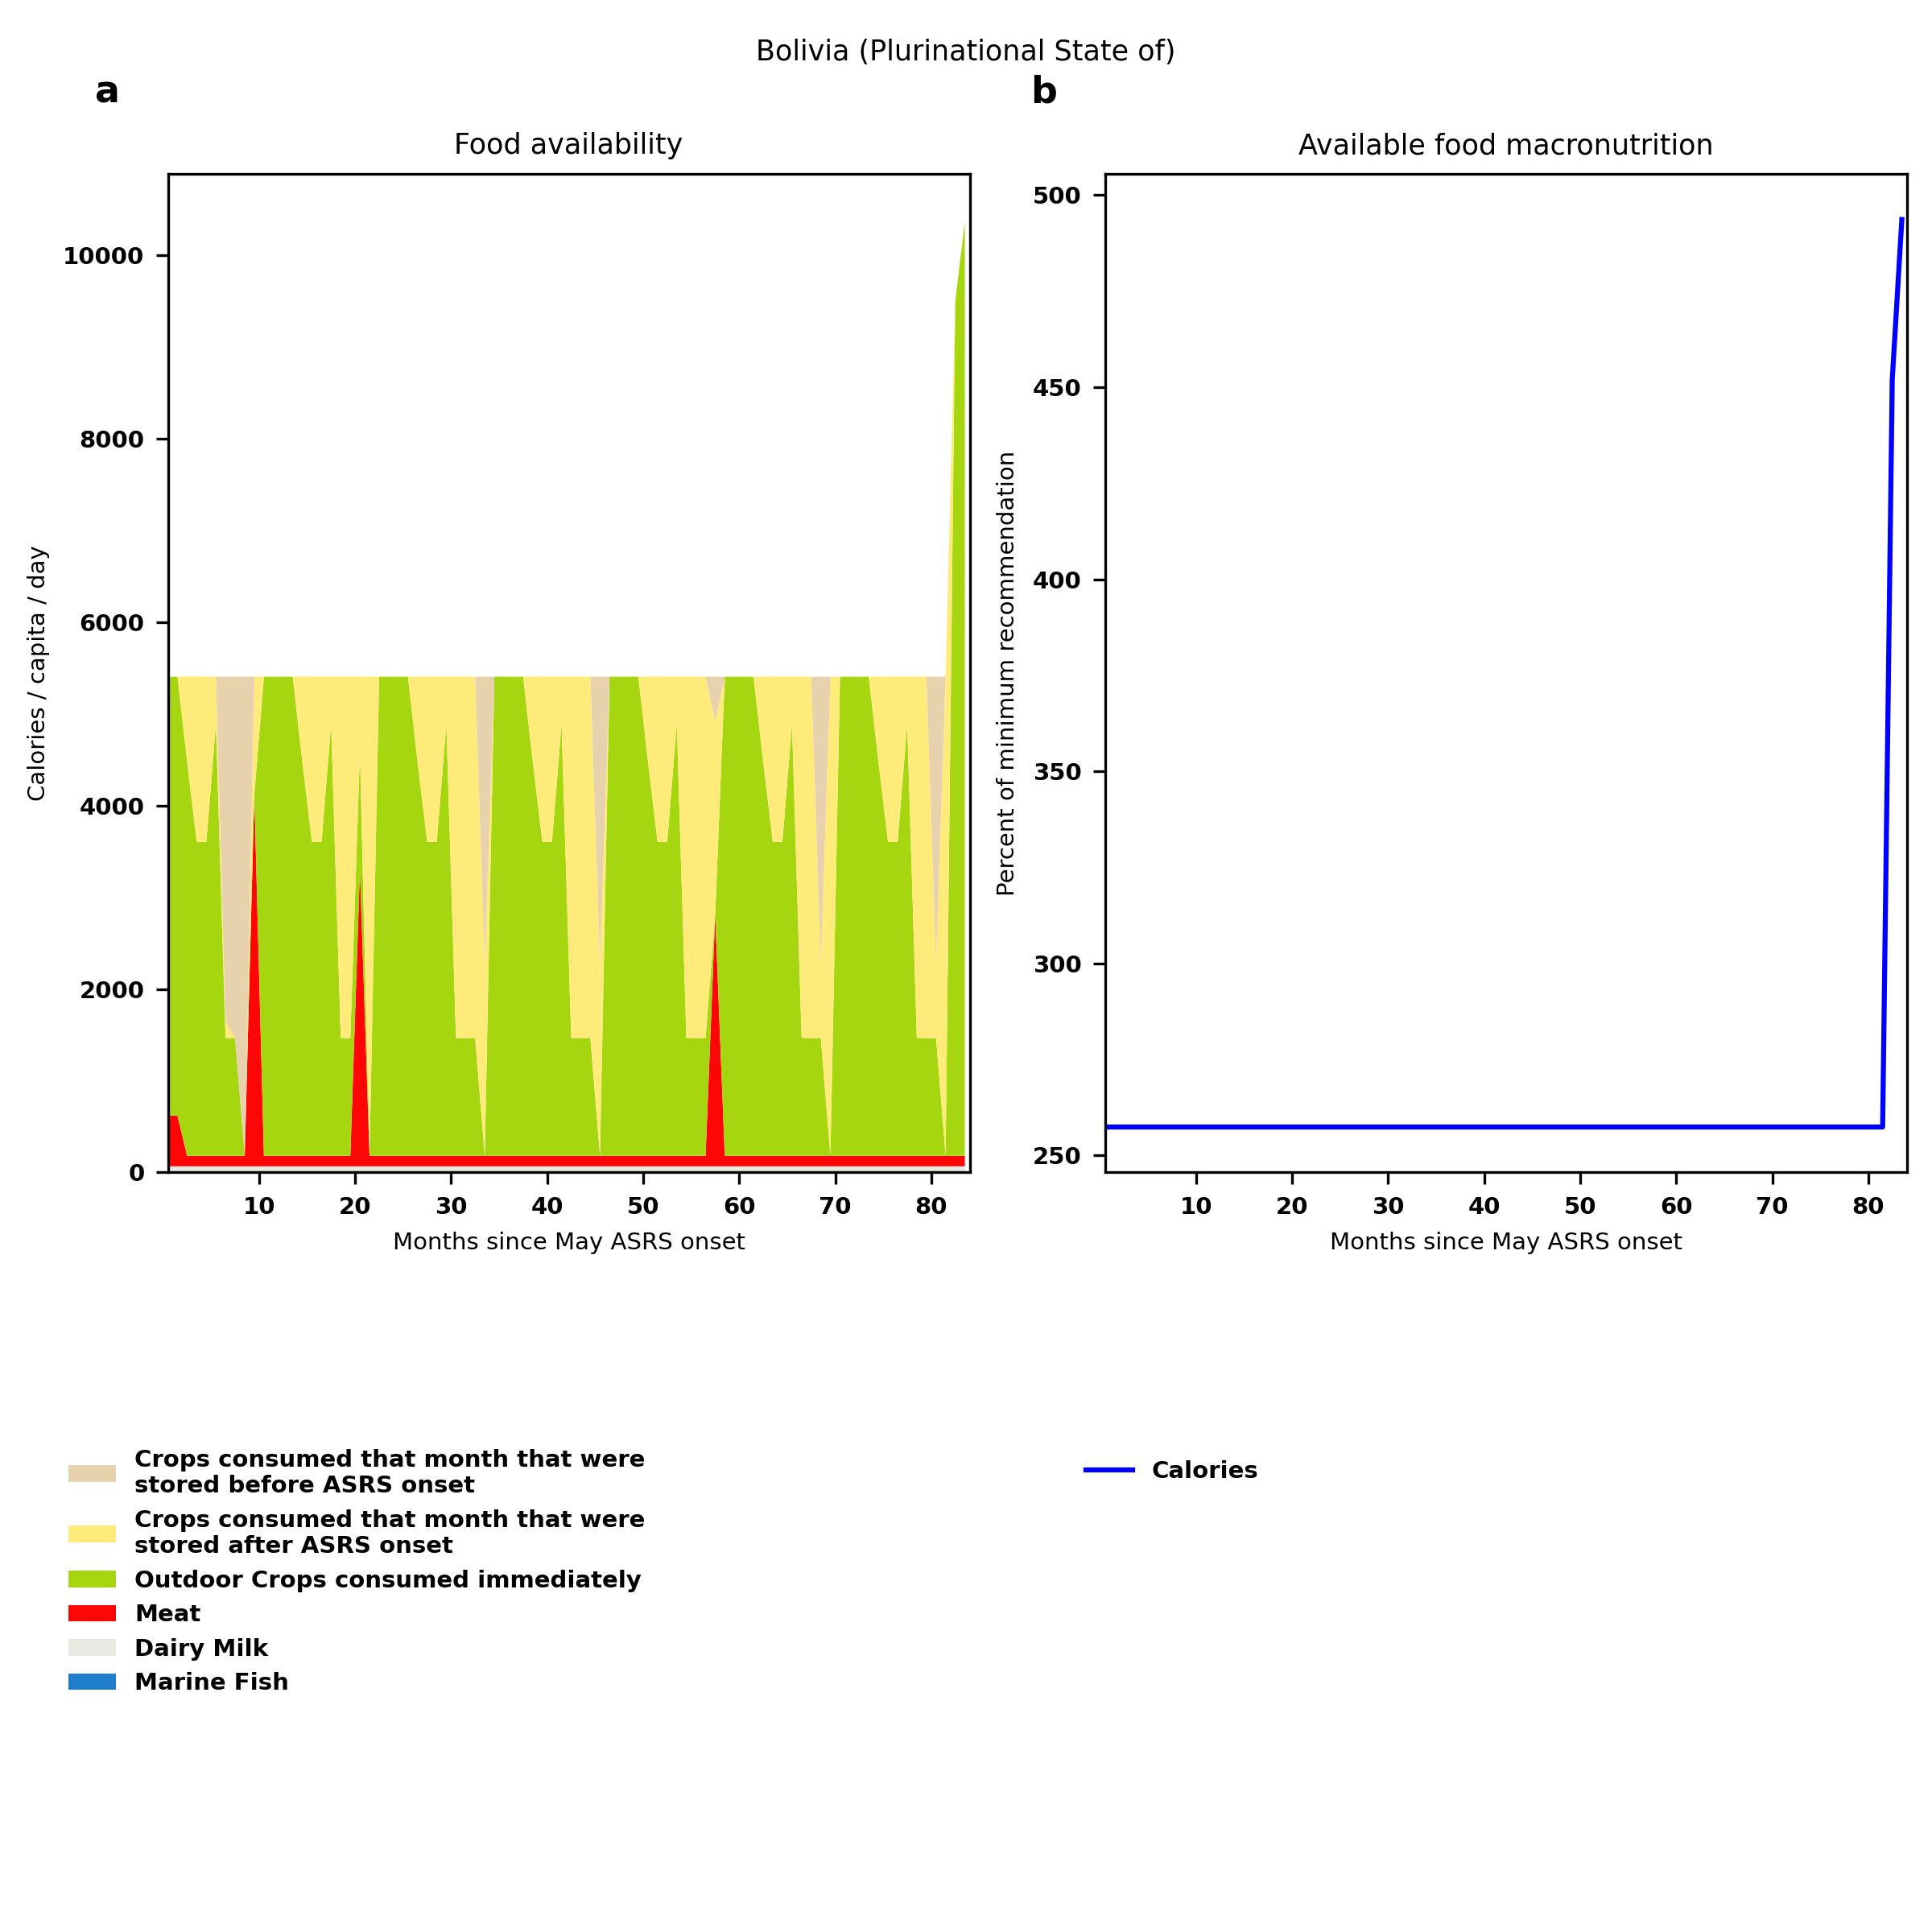 Bolivia (Plurinational State of)
a
b
Food availability
Available food macronutrition
Calories / capita / day
10000
8000
6000
4000
2000
0
10 20 30 40 50 60 70 80
Months since May ASRS onset
Percent of minimum recommendation
500
450
400
350
300
250
10 20 30 40 50 60 70 80
Months since May ASRS onset
Crops consumed that month that were
stored before ASRS onset
Crops consumed that month that were
stored after ASRS onset
Outdoor Crops consumed immediately
Meat
Dairy Milk
Marine Fish
Calories